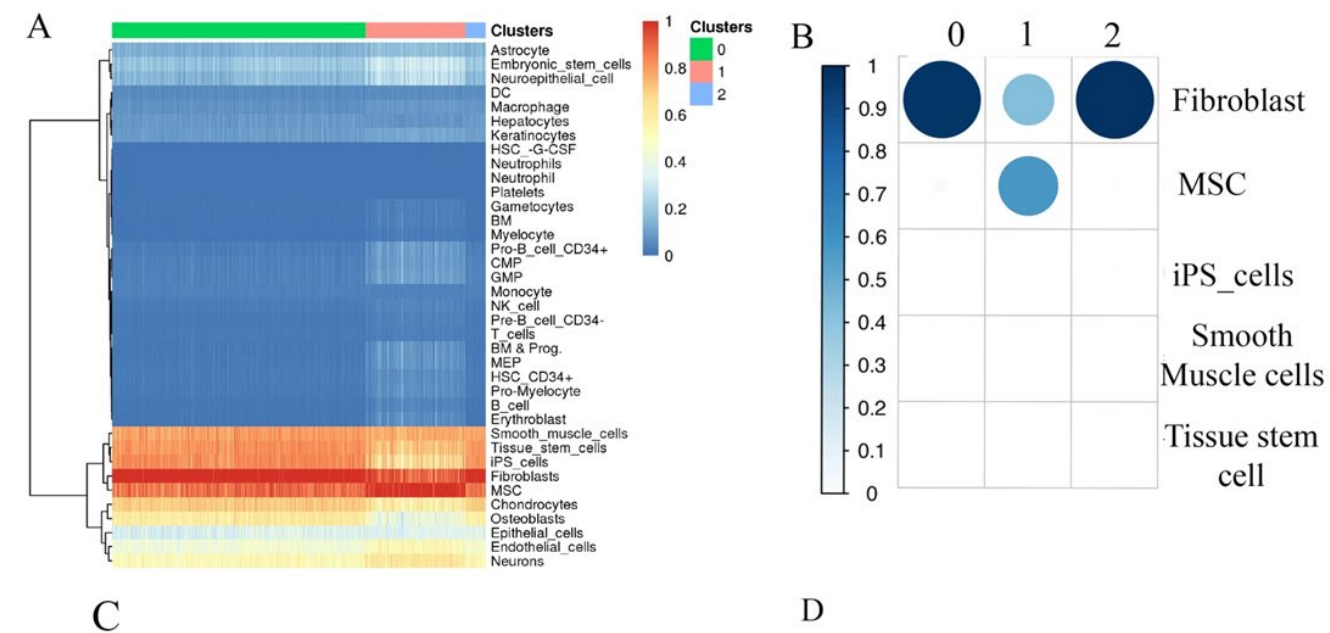 A
Clusters
Astrocyte
Embryonic_stem_cells
Neuroepithelial_cell
DC
Macrophage
Hepatocytes
Keratinocytes
HSC_-G-CSF
Neutrophils
Neutrophil
Platelets
Gametocytes
BM
Myelocyte
Pro-B_cell_CD34+
CMP
GMP
Monocyte
NK_cell
Pre-B_cell_CD34-
T_cells
BM & Prog.
MEP
HSC_CD34+
Pro-Myelocyte
B_cell
Erythroblast
Smooth_muscle_cells
Tissue_stem_cells
iPS_cells
Fibroblasts
MSC
Chondrocytes
Osteoblasts
Epithelial_cells
Endothelial_cells
Neurons
1
0.8
0.6
0.4
0.2
0
Clusters
0
1
2
B
0 1 2
1
0.9
0.8
0.7
0.6
0.5
0.4
0.3
0.2
0.1
0
Fibroblast
MSC
iPS_cells
Smooth
Muscle cells
Tissue stem
cell
C
D